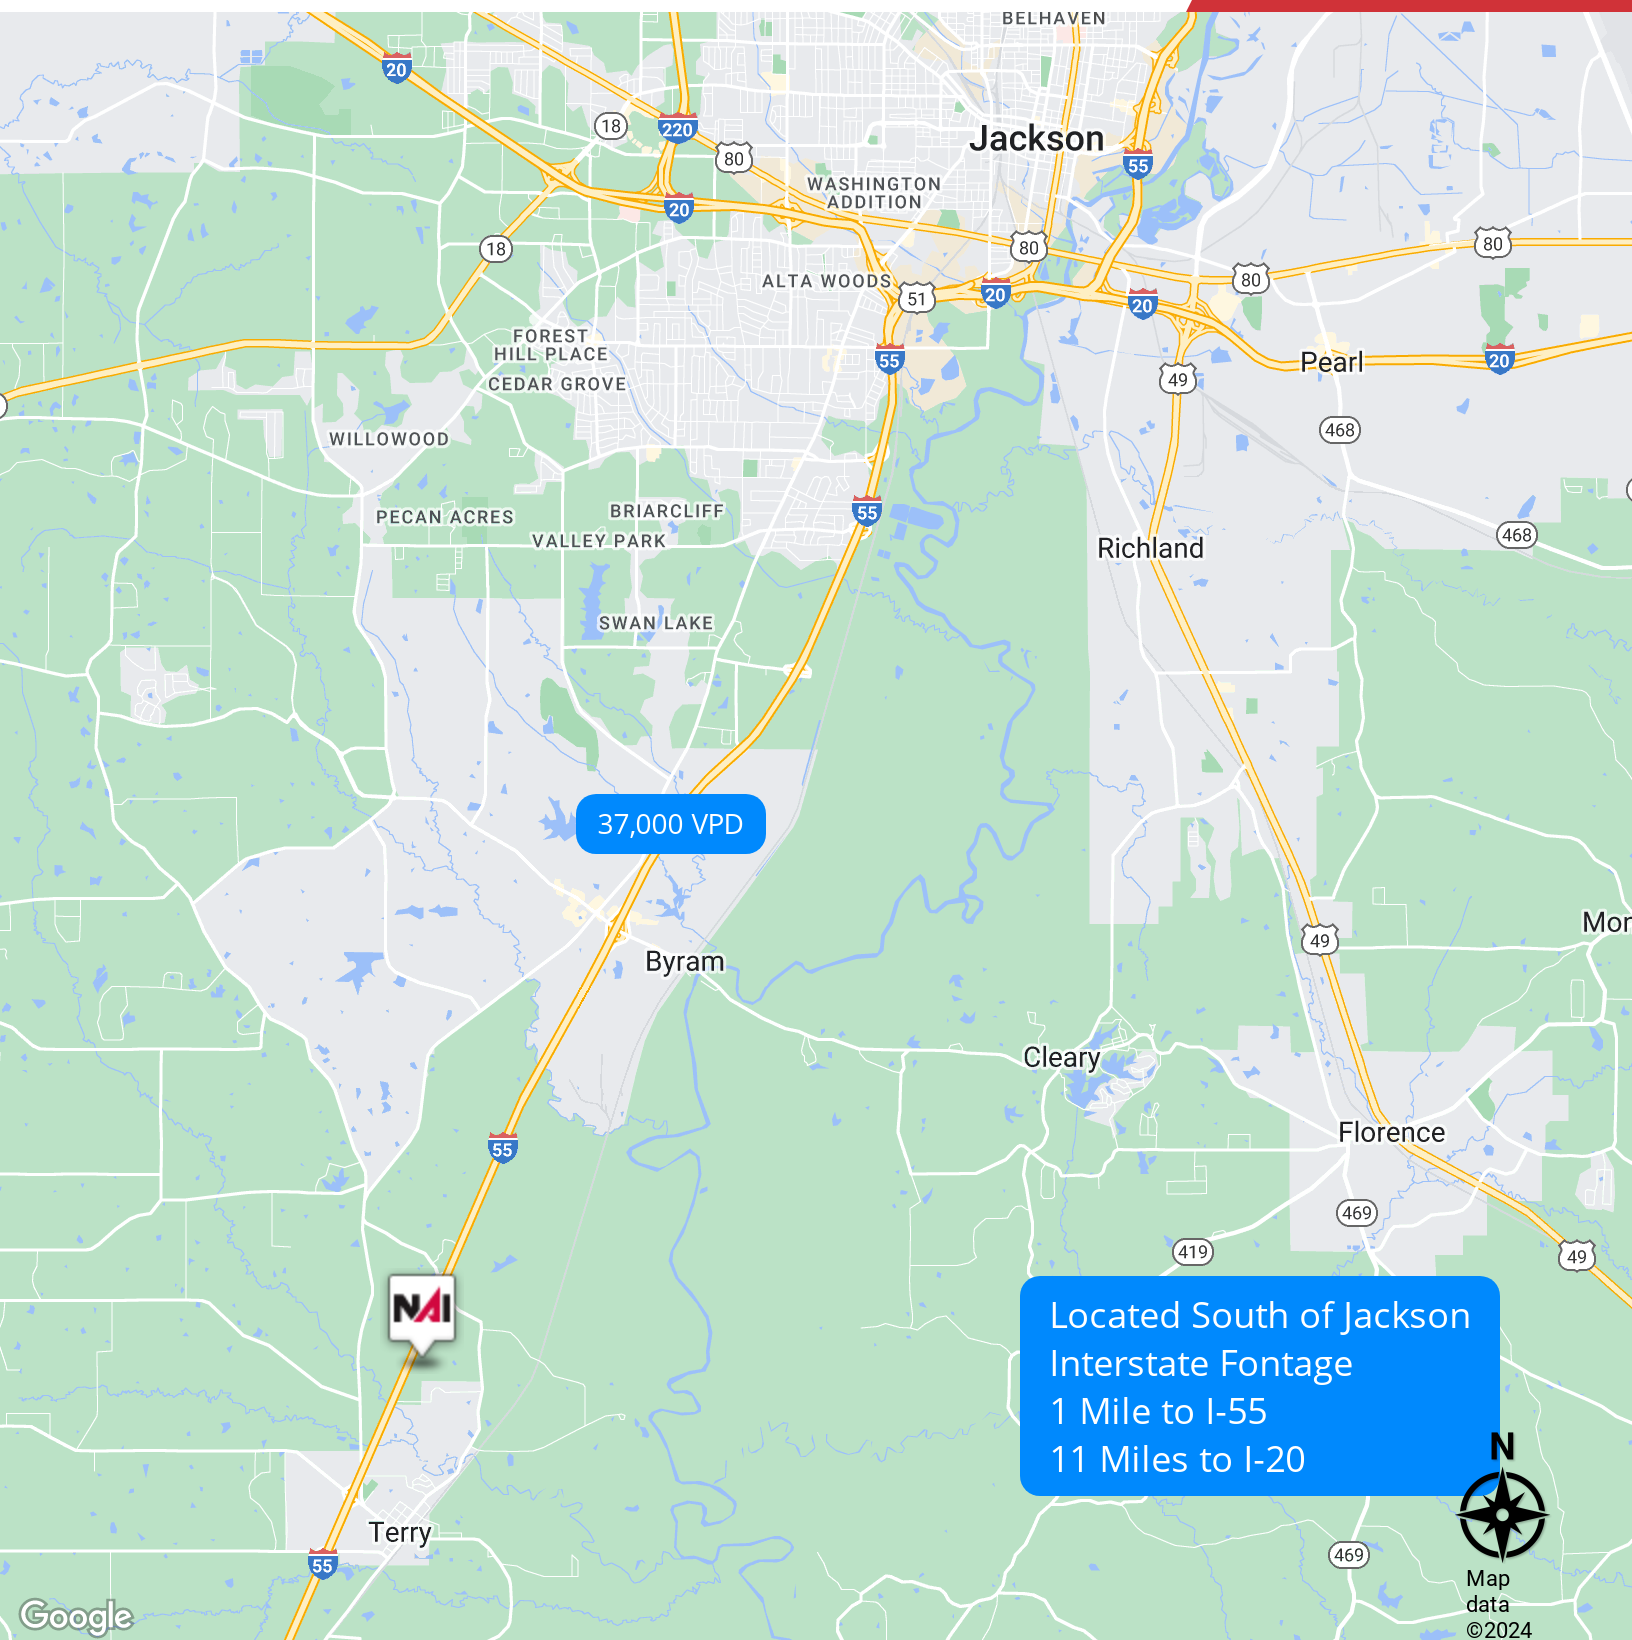 BELHAVEN
20
18
220
80
Jackson
55
WASHINGTON
ADDITION
20
18
80
80
80
ALTA WOODS
51
20
20
FOREST
HILL PLACE
55
Pearl
20
CEDAR GROVE
49
WILLOWOOD
468
PECAN ACRES
BRIARCLIFF
55
VALLEY PARK
Richland
468
SWAN LAKE
37,000 VPD
Mor
49
Byram
Cleary
Florence
55
469
419
49
NAI
Located South of Jackson
Interstate Fontage
1 Mile to I-55
11 Miles to I-20
N
Terry
55
469
Google
Map
data
©2024